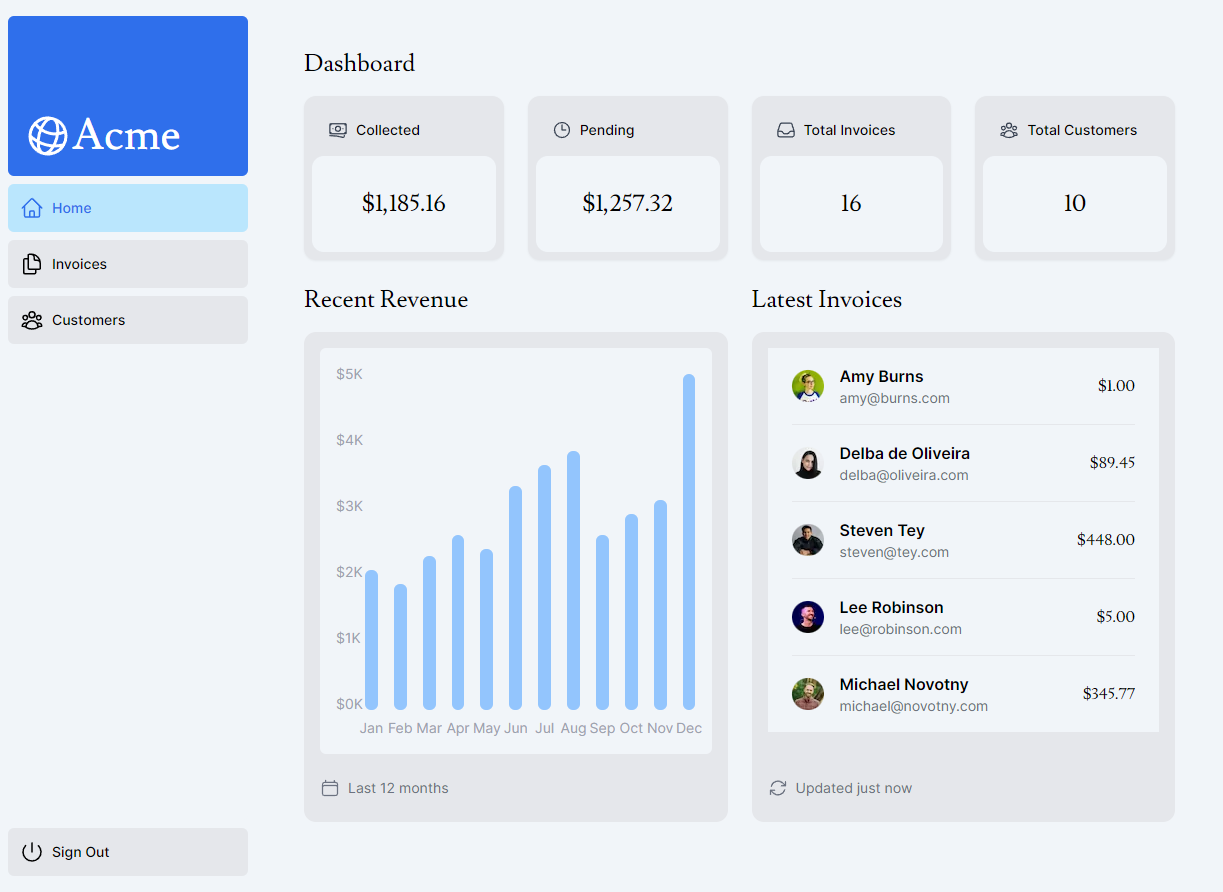 Acme
Home
Invoices
Customers
Sign Out
Dashboard
Collected
$1,185.16
Pending
$1,257.32
Total Invoices
16
Total Customers
10
Recent Revenue
$5K
$4K
$3K
$2K
$1K
$0K
Jan Feb Mar Apr May Jun Jul Aug Sep Oct Nov Dec
Last 12 months
Latest Invoices
Amy Burns
amy@burns.com
$1.00
Delba de Oliveira
delba@oliveira.com
$89.45
Steven Tey
steven@tey.com
$448.00
Lee Robinson
lee@robinson.com
$5.00
Michael Novotny
michael@novotny.com
$345.77
Updated just now